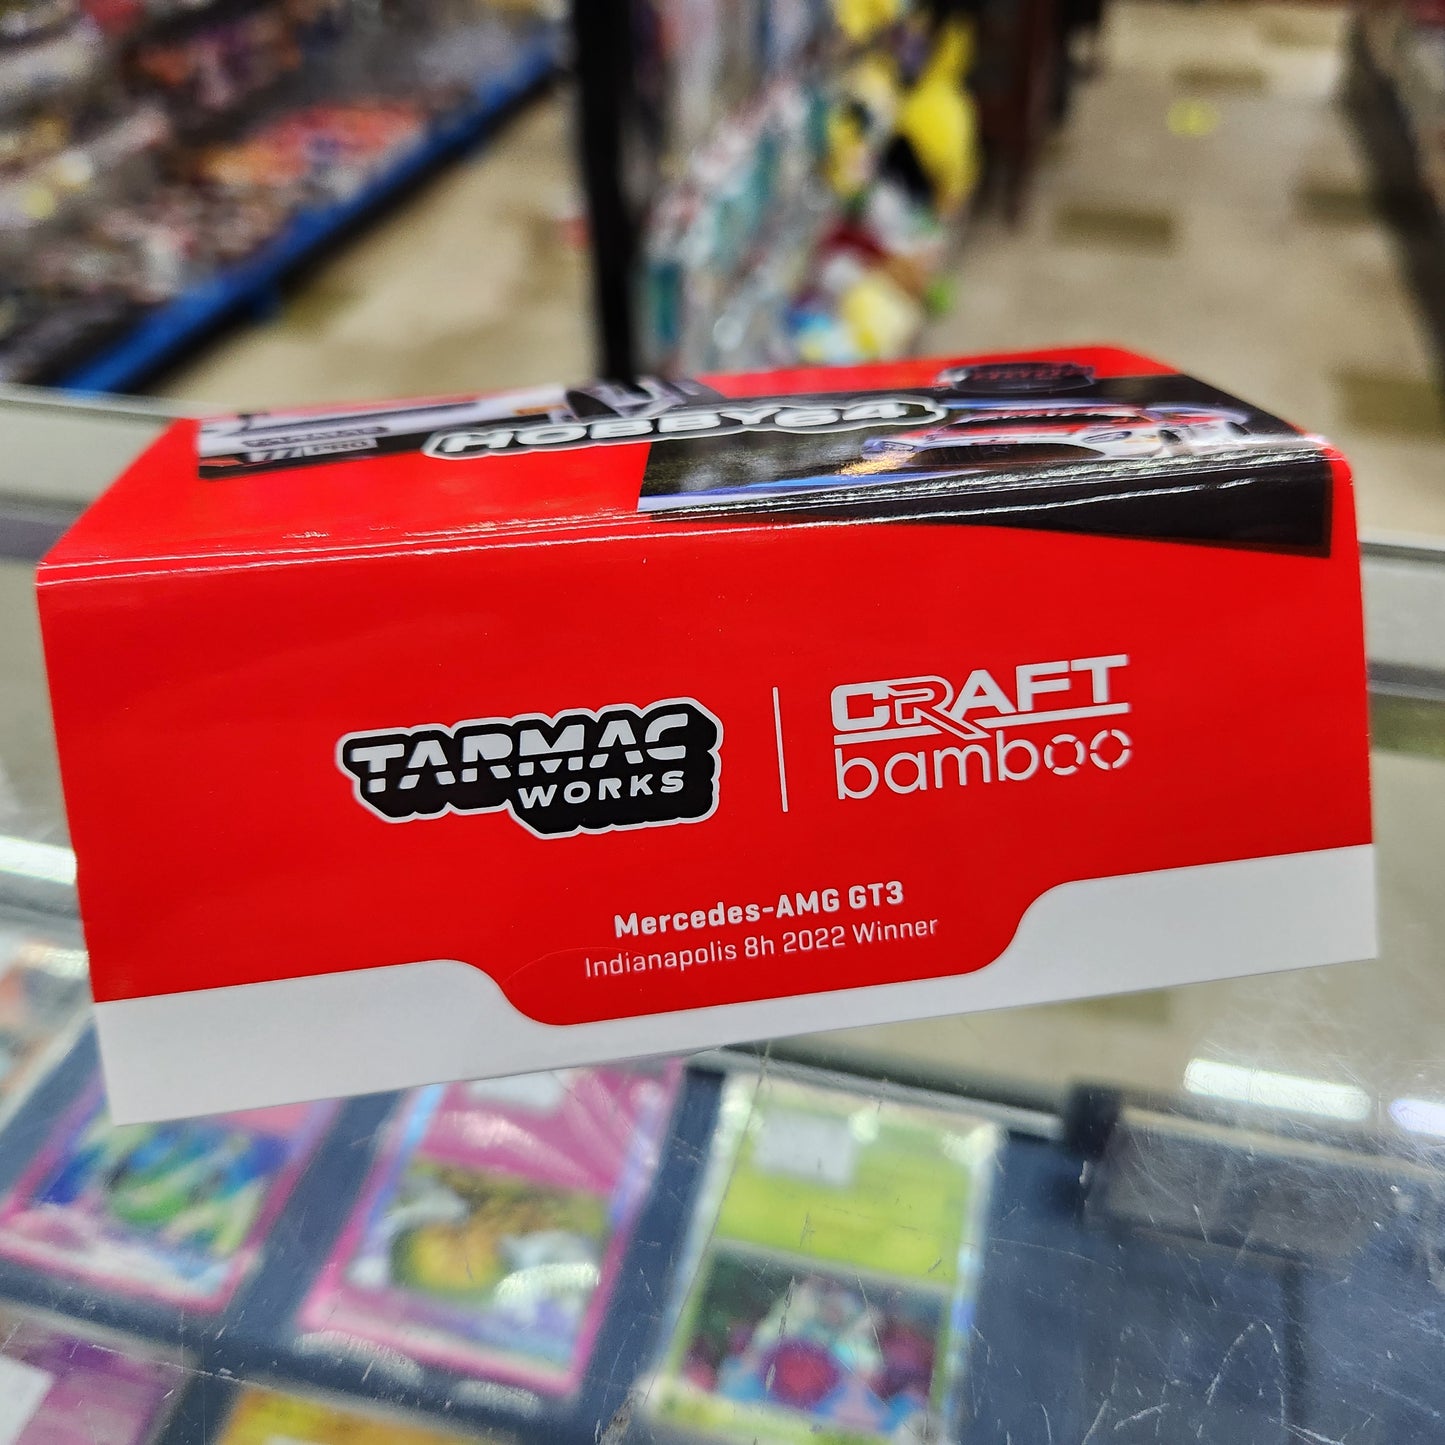 HOBBY64
TARMAC
WORKS
CRAFT
bamboo
Mercedes-AMG GT3
Indianapolis 8h 2022 Winner